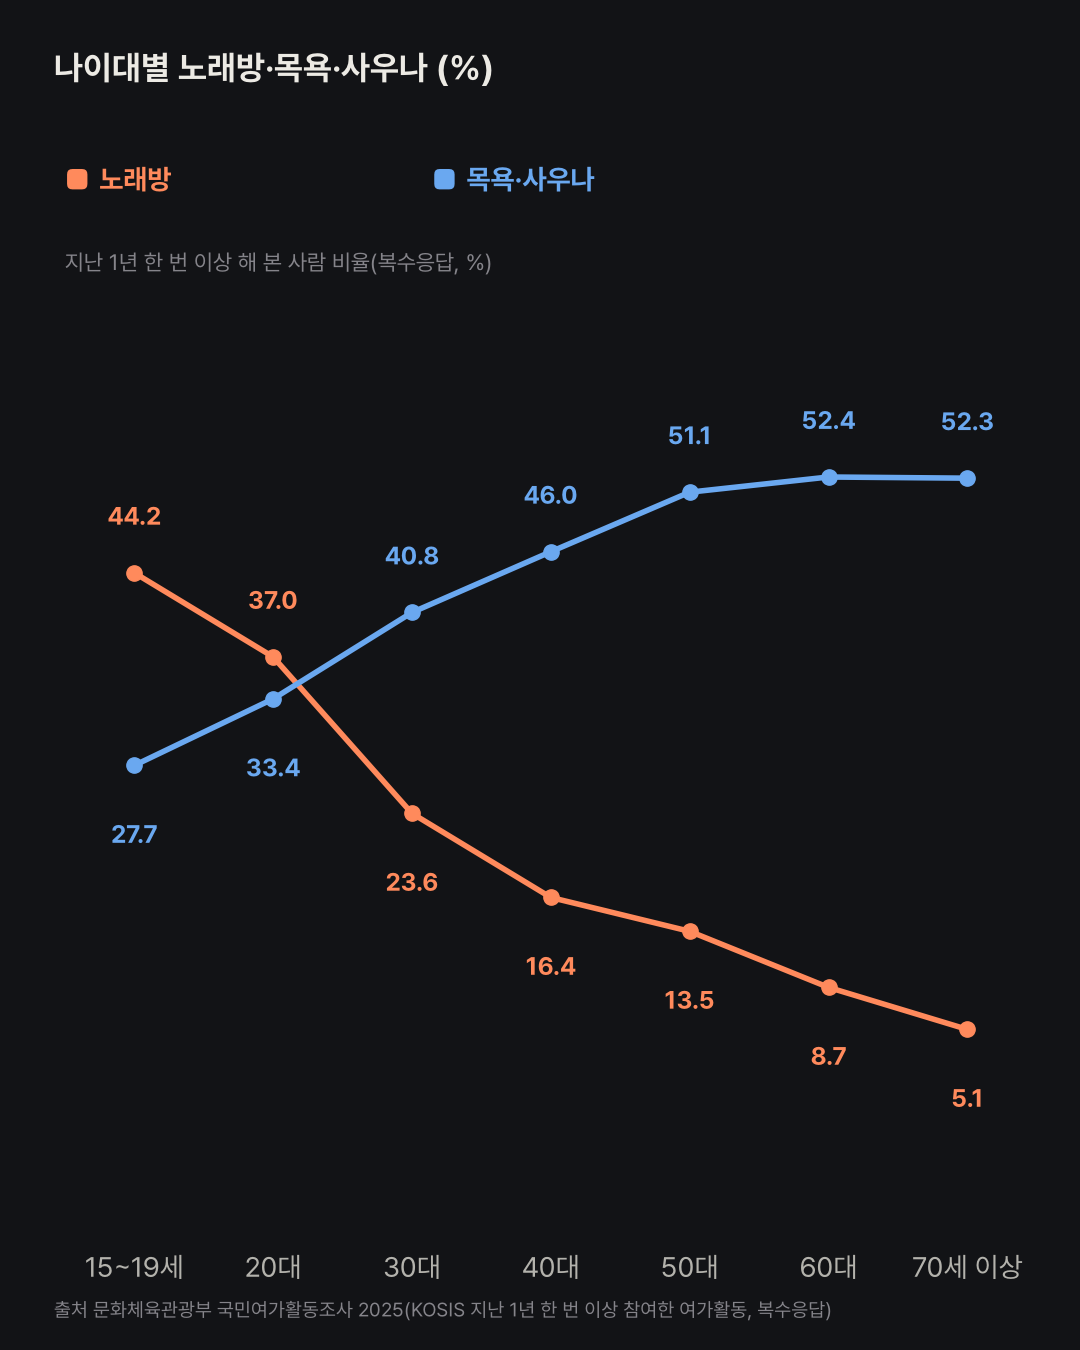 나이대별 노래방·목욕·사우나 (%)
노래방 목욕·사우나
지난 1년 한 번 이상 해 본 사람 비율(복수응답, %)
52.4 52.3
51.1
46.0
44.2
40.8
37.0
33.4
27.7
23.6
16.4
13.5
8.7
5.1
15~19세 20대 30대 40대 50대 60대 70세 이상
출처 문화체육관광부 국민여가활동조사 2025(KOSIS 지난 1년 한 번 이상 참여한 여가활동, 복수응답)